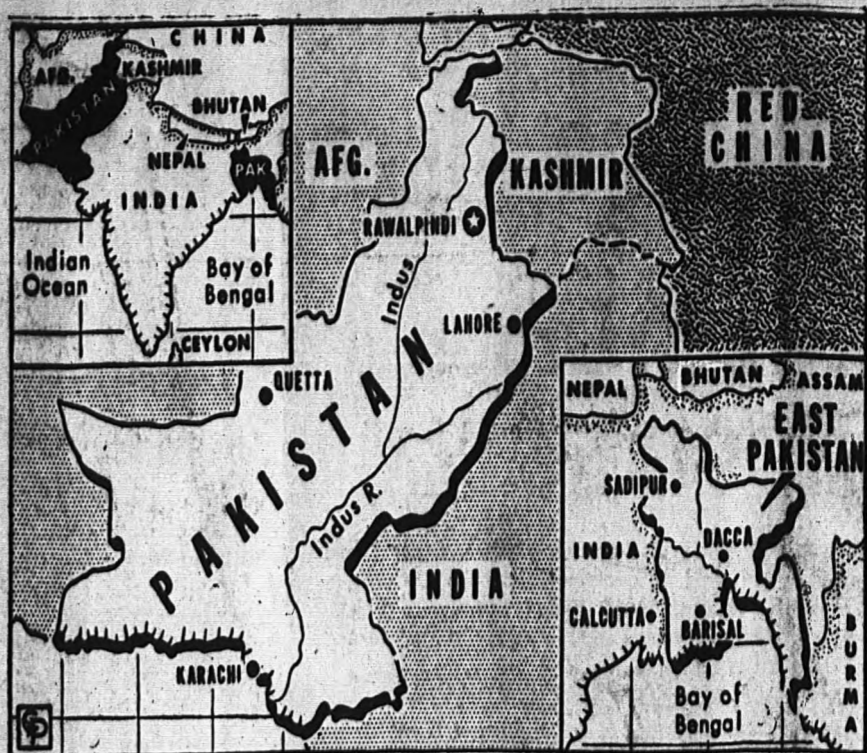 CHINA
AFG.
KASHMIR
PAKISTAN
BHUTAN
NEPAL
PAK
INDIA
Indian
Ocean
Bay of
Bengal
CEYLON
AFG.
KASHMIR
RED
CHINA
RAWALPINDI
Indus
LAHORE
QUETTA
PAKISTAN
Indus R.
INDIA
KARACHI
CP
NEPAL
BHUTAN
ASSAM
EAST
PAKISTAN
SADIPUR
DACCA
INDIA
CALCUTTA
BARISAL
BURMA
Bay of
Bengal